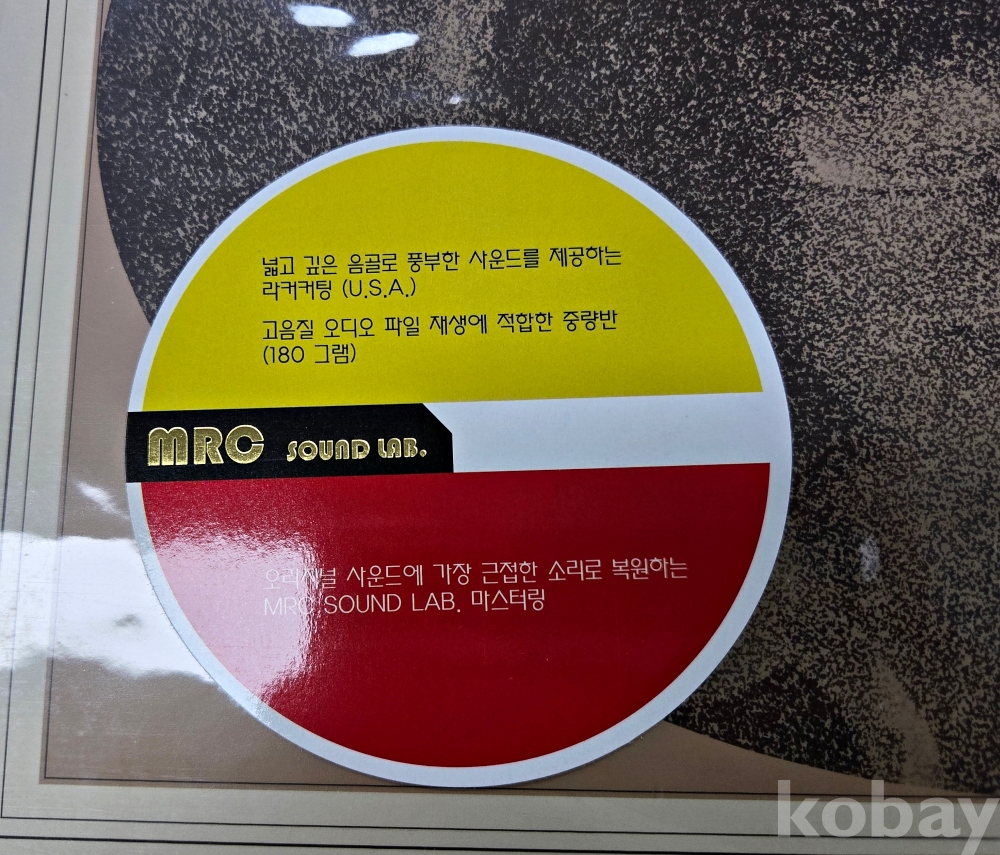 넓고 깊은 음골로 풍부한 사운드를 제공하는
라커커팅 (U.S.A.)
고음질 오디오 파일 재생에 적합한 중량반
(180 그램)
MRC SOUND LAB.
오리지널 사운드에 가장 근접한 소리로 복원하는
MRC SOUND LAB. 마스터링
kobay